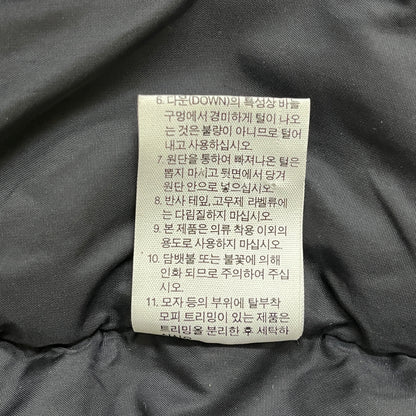 6. 다운(DOWN)의 특성상 바늘
구멍에서 경미하게 털이 나오
는 것은 불량이 아니므로 털어
내고 사용하십시오.
7. 원단을 통하여 빠져나온 털은
뽑지 마시고 뒷면에서 당겨
원단 안으로 넣으십시오.
8. 반사 테잎, 고무제 라벨류에
는 다림질하지 마십시오.
9. 본 제품은 의류 착용 이외의
용도로 사용하지 마십시오.
10. 담뱃불 또는 불꽃에 의해
인화 되므로 주의하여 주십
시오.
11. 모자 등의 부위에 탈부착
모피 트리밍이 있는 제품은
트리밍을 분리한 후 세탁하
십시오.